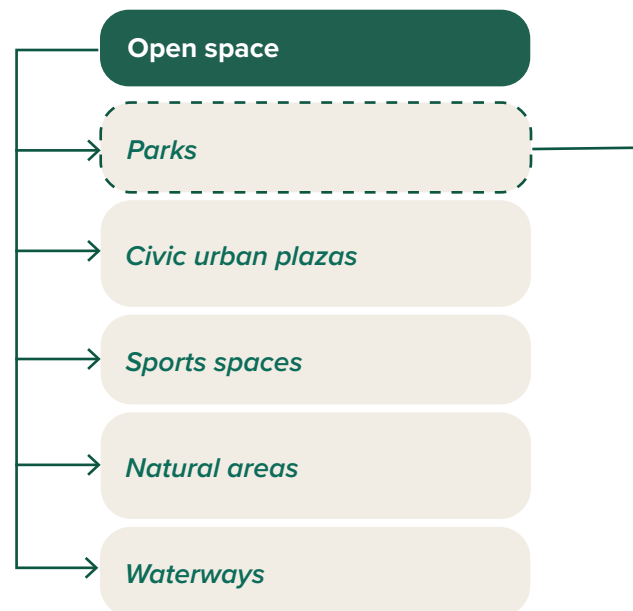 Open space
Parks
Civic urban plazas
Sports spaces
Natural areas
Waterways